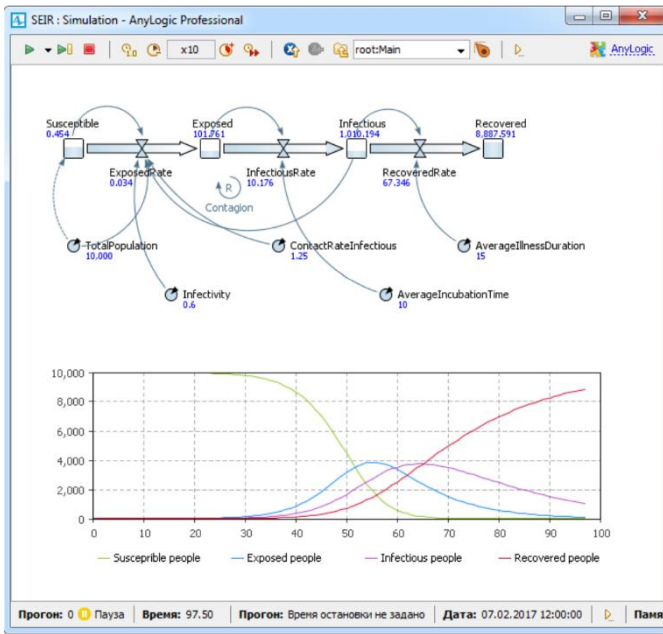 SEIR : Simulation - AnyLogic Professional
x10 root:Main AnyLogic
Susceptible Exposed Infectious Recovered
0.454 101.761 1,010.194 8,887.591
ExposedRate InfectiousRate RecoveredRate
0.034 10.176 67.346
R
Contagion
TotalPopulation ContactRateInfectious AverageIllnessDuration
10.000 1.25 15
Infectivity AverageIncubationTime
0.6 10
10,000
8,000
6,000
4,000
2,000
0
0 10 20 30 40 50 60 70 80 90 100
Susceprible people Exposed people Infectious people Recovered people
Прогон: 0 Пауза Время: 97.50 Прогон: Время остановки не задано Дата: 07.02.2017 12:00:00 Памя